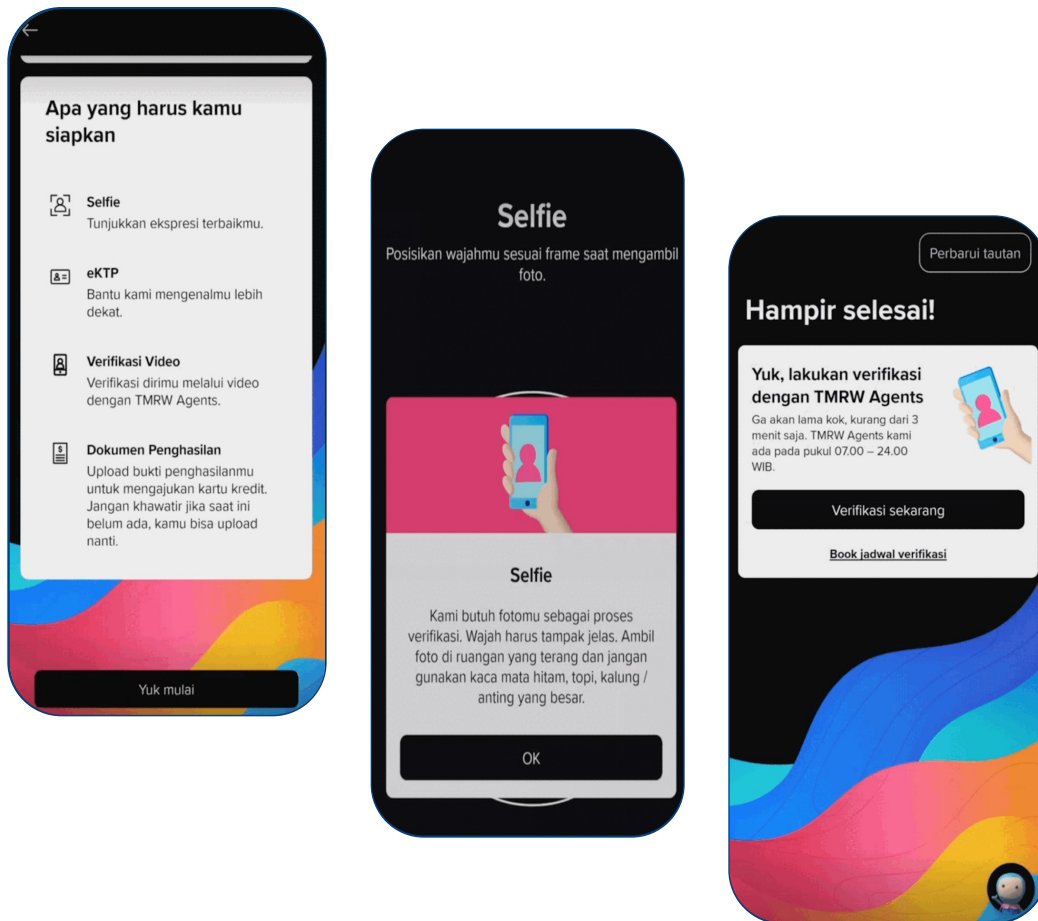 Apa yang harus kamu
siapkan
Selfie
Tunjukkan ekspresi terbaikmu.
eKTP
Bantu kami mengenalmu lebih
dekat.
Verifikasi Video
Verifikasi dirimu melalui video
dengan TMRW Agents.
Dokumen Penghasilan
Upload bukti penghasilanmu
untuk mengajukan kartu kredit.
Jangan khawatir jika saat ini
belum ada, kamu bisa upload
nanti.
Yuk mulai
Selfie
Posisikan wajahmu sesuai frame saat mengambil
foto.
Selfie
Kami butuh fotomu sebagai proses
verifikasi. Wajah harus tampak jelas. Ambil
foto di ruangan yang terang dan jangan
gunakan kaca mata hitam, topi, kalung /
anting yang besar.
OK
Perbarui tautan
Hampir selesai!
Yuk, lakukan verifikasi
dengan TMRW Agents
Ga akan lama kok, kurang dari 3
menit saja. TMRW Agents kami
ada pada pukul 07.00 – 24.00
WIB.
Verifikasi sekarang
Book jadwal verifikasi